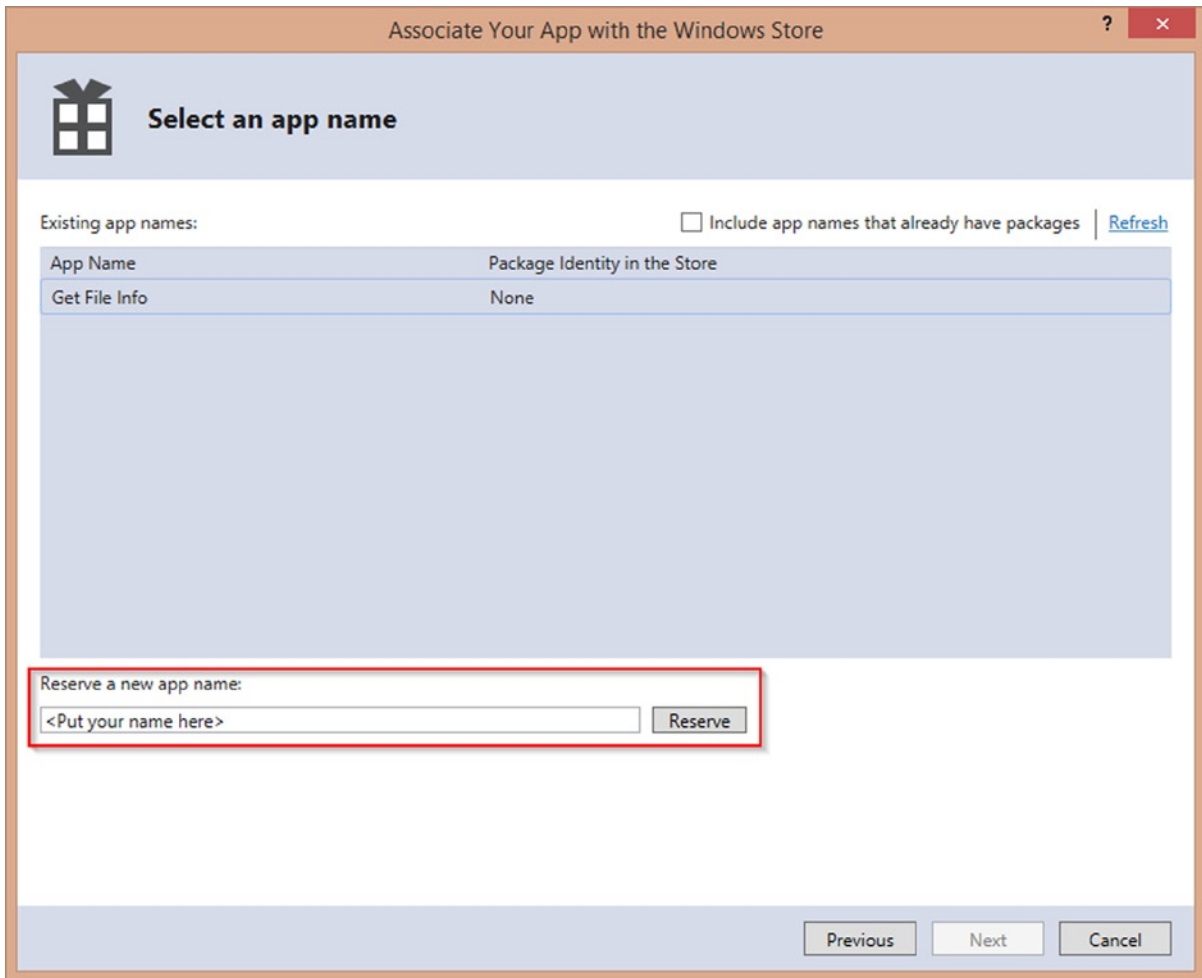 Associate Your App with the Windows Store
?
Select an app name
Existing app names:
Include app names that already have packages
Refresh
App Name Package Identity in the Store
Get File Info None
Reserve a new app name:
<Put your name here> Reserve
Previous Next Cancel